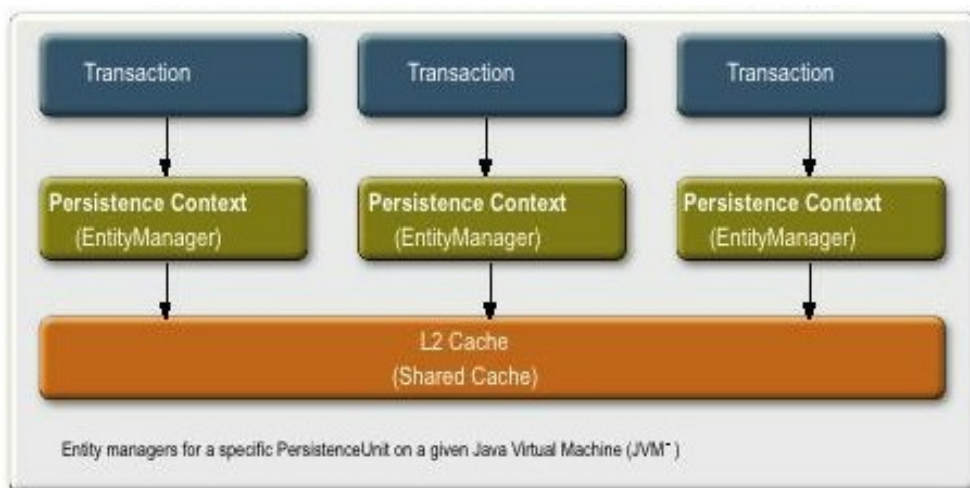 Transaction
Transaction
Transaction
Persistence Context
(EntityManager)
Persistence Context
(EntityManager)
Persistence Context
(EntityManager)
L2 Cache
(Shared Cache)
Entity managers for a specific PersistenceUnit on a given Java Virtual Machine (JVM™)